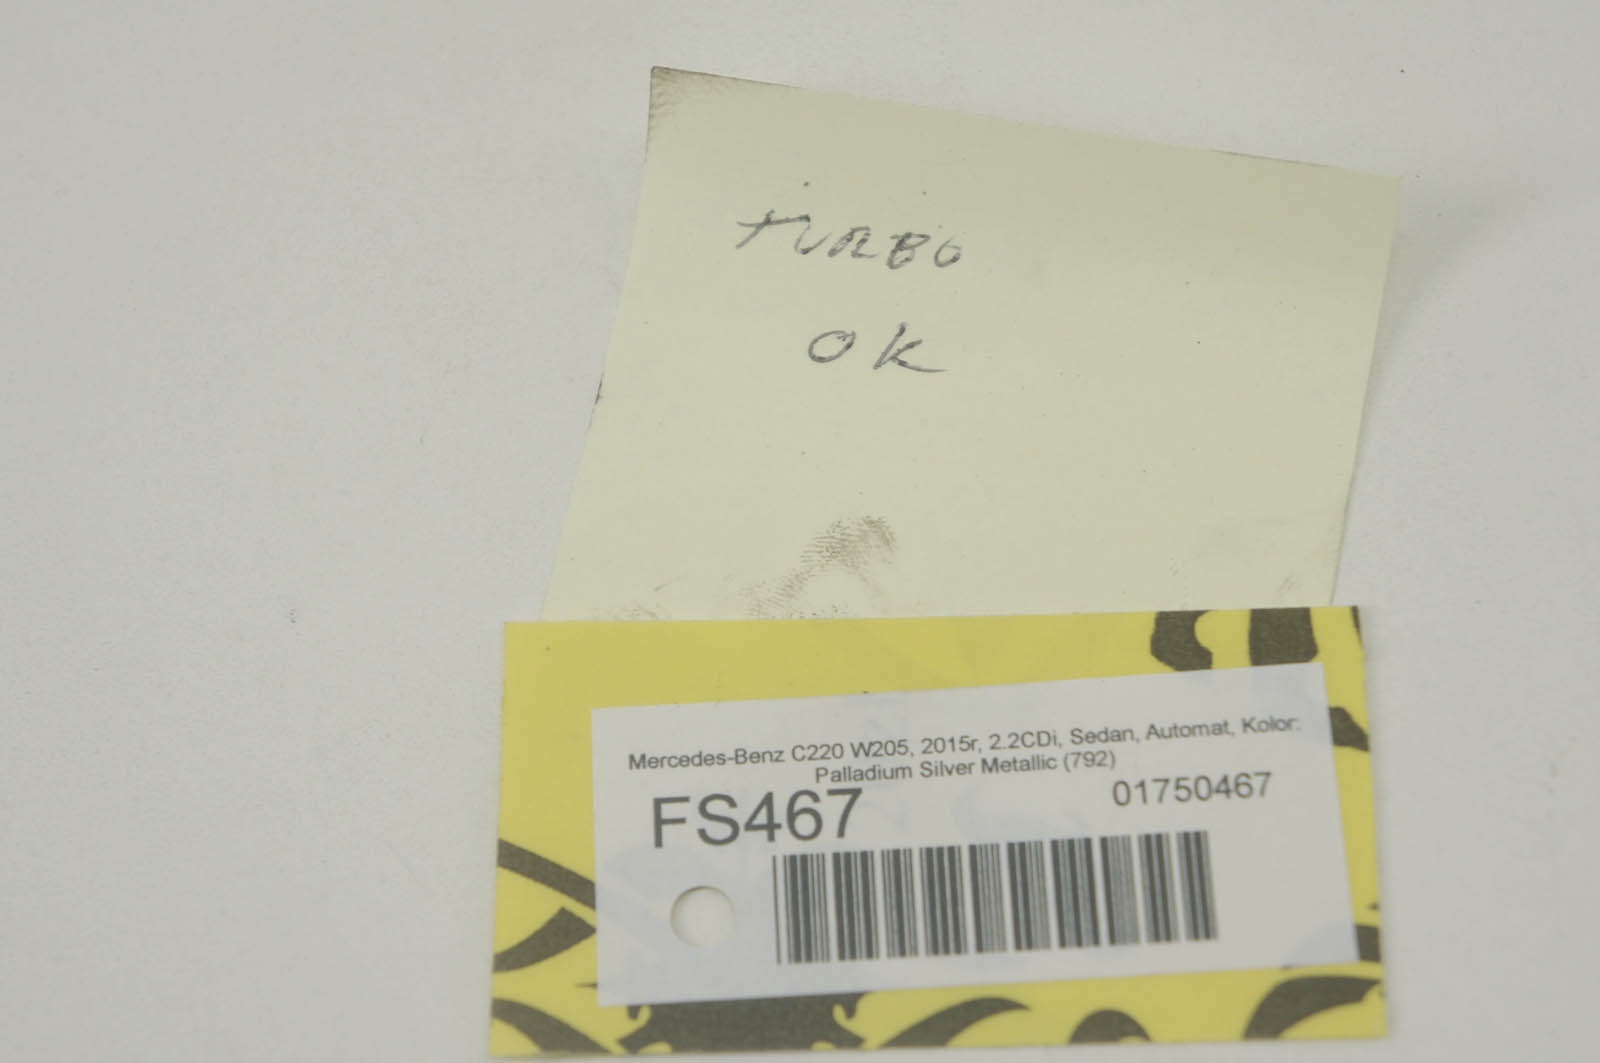 tURBO
OK
Mercedes-Benz C220 W205, 2015r, 2.2CDi, Sedan, Automat, Kolor:
Palladium Silver Metallic (792)
FS467
01750467